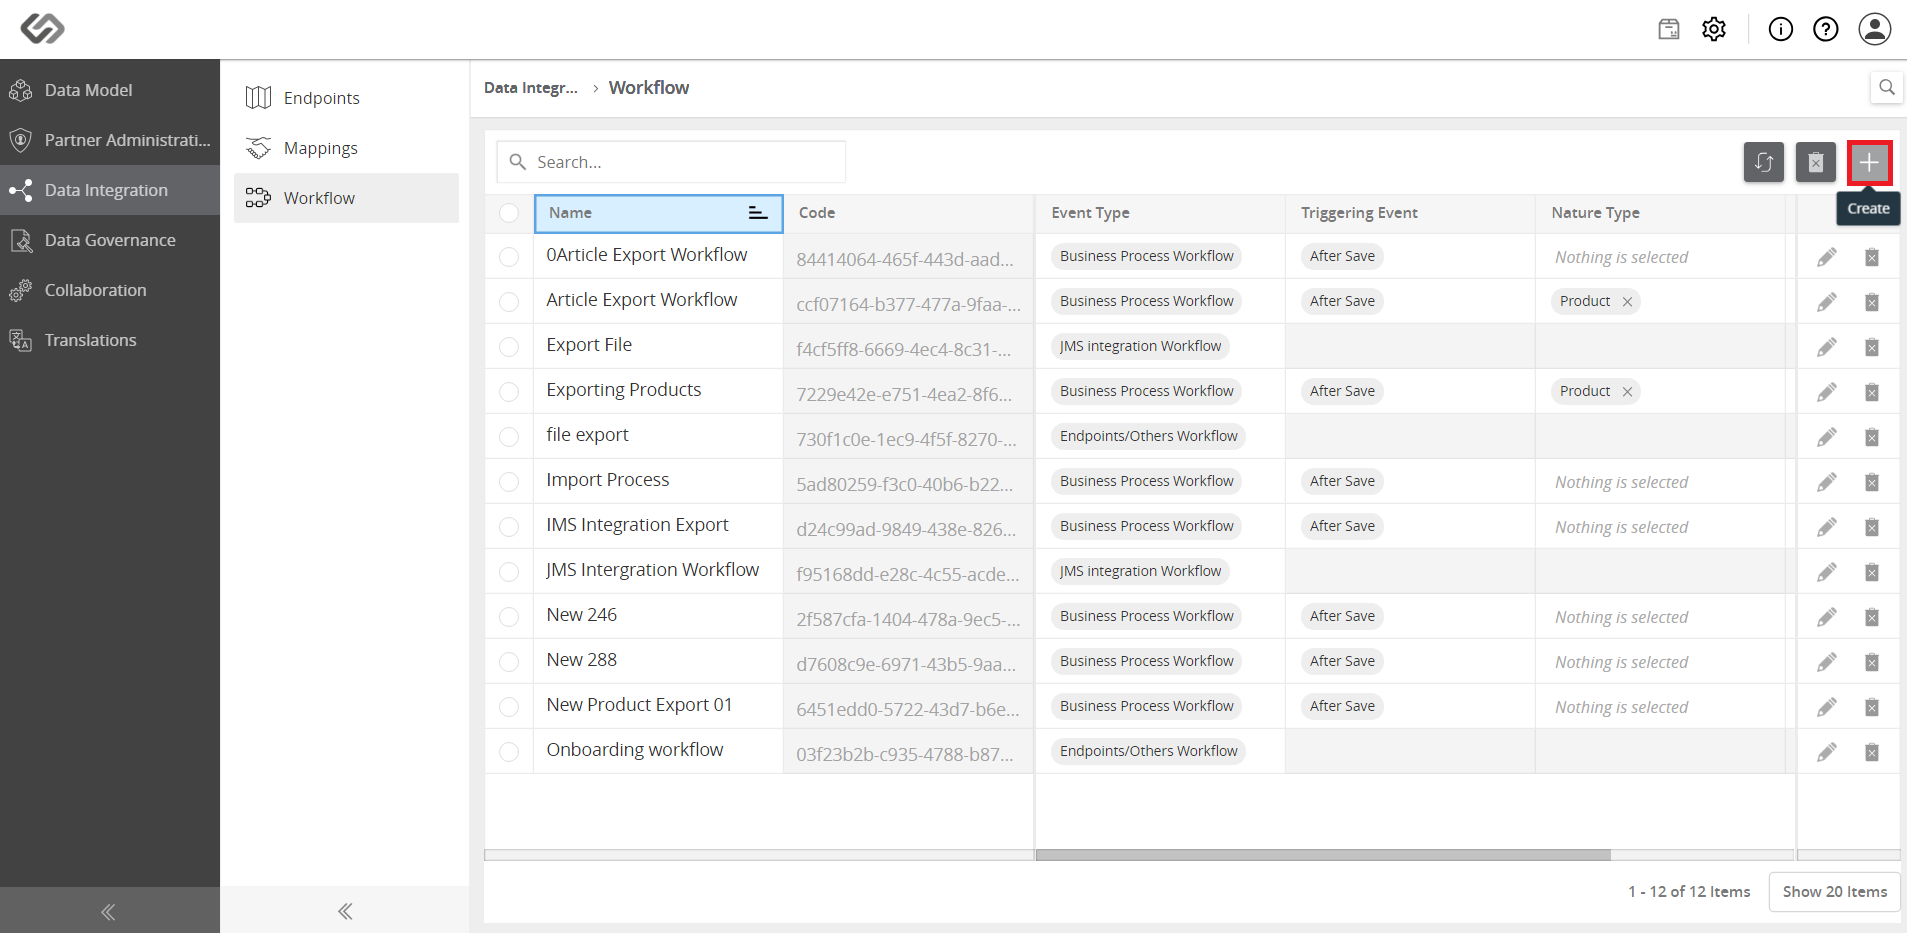 Data Model
Partner Administrati...
Data Integration
Data Governance
Collaboration
Translations
Endpoints
Mappings
Workflow
Data Integr... › Workflow
Search...
Create
Name Code Event Type Triggering Event Nature Type
0Article Export Workflow 84414064-465f-443d-aad... Business Process Workflow After Save Nothing is selected
Article Export Workflow ccf07164-b377-477a-9faa-... Business Process Workflow After Save Product ×
Export File f4cf5ff8-6669-4ec4-8c31-... JMS integration Workflow
Exporting Products 7229e42e-e751-4ea2-8f6... Business Process Workflow After Save Product ×
file export 730f1c0e-1ec9-4f5f-8270-... Endpoints/Others Workflow
Import Process 5ad80259-f3c0-40b6-b22... Business Process Workflow After Save Nothing is selected
IMS Integration Export d24c99ad-9849-438e-826... Business Process Workflow After Save Nothing is selected
JMS Intergration Workflow f95168dd-e28c-4c55-acde... JMS integration Workflow
New 246 2f587cfa-1404-478a-9ec5-... Business Process Workflow After Save Nothing is selected
New 288 d7608c9e-6971-43b5-9aa... Business Process Workflow After Save Nothing is selected
New Product Export 01 6451edd0-5722-43d7-b6e... Business Process Workflow After Save Nothing is selected
Onboarding workflow 03f23b2b-c935-4788-b87... Endpoints/Others Workflow
1 - 12 of 12 Items Show 20 Items